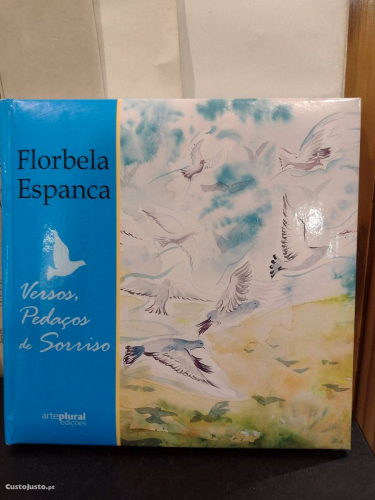 Florbela
Espanca
Versos,
Pedaços
de Sorriso
arteplural
edições
CustoJusto.pt